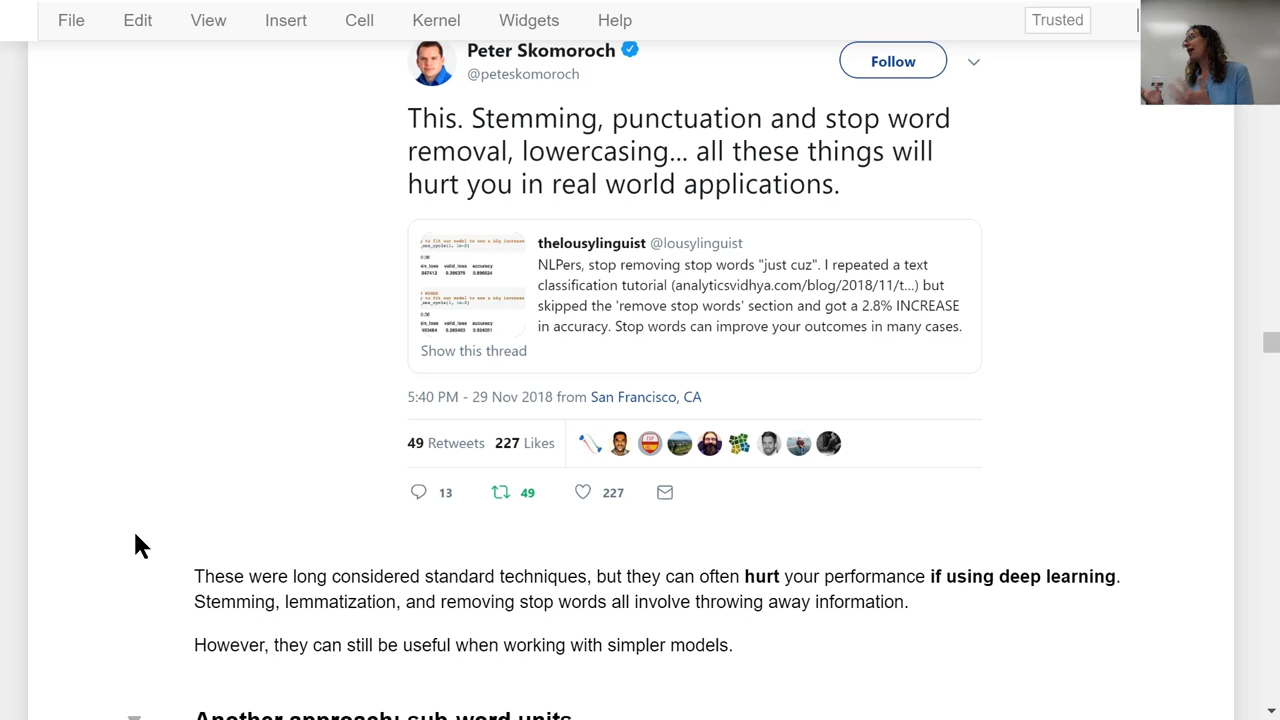 File Edit View Insert Cell Kernel Widgets Help Trusted
Peter Skomoroch
@peteskomoroch
Follow
This. Stemming, punctuation and stop word
removal, lowercasing... all these things will
hurt you in real world applications.
thelousylinguist @lousylinguist
NLPers, stop removing stop words "just cuz". I repeated a text
classification tutorial (analyticsvidhya.com/blog/2018/11/t...) but
skipped the 'remove stop words' section and got a 2.8% INCREASE
in accuracy. Stop words can improve your outcomes in many cases.
Show this thread
5:40 PM - 29 Nov 2018 from San Francisco, CA
49 Retweets 227 Likes
13 49 227
These were long considered standard techniques, but they can often hurt your performance if using deep learning.
Stemming, lemmatization, and removing stop words all involve throwing away information.
However, they can still be useful when working with simpler models.
Another approach: sub-word units